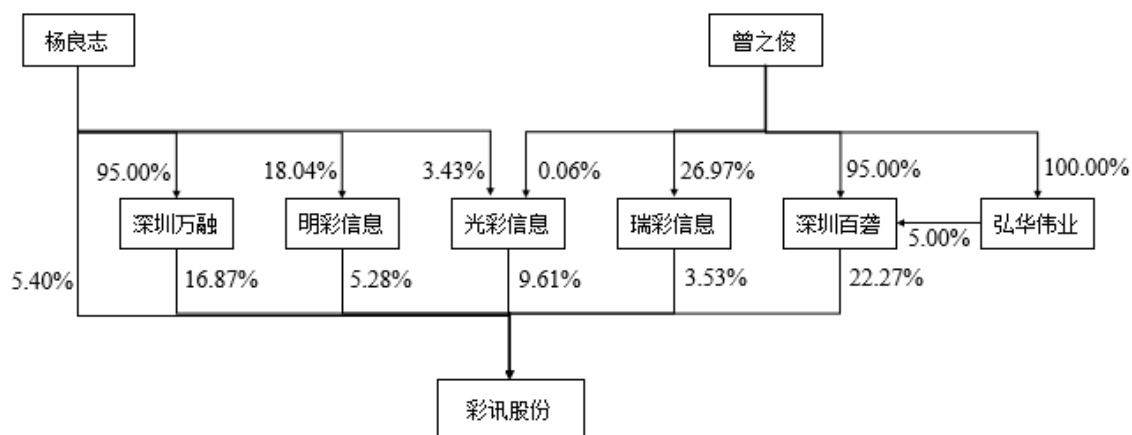 杨良志
曾之俊
95.00%
18.04%
3.43%
0.06%
26.97%
95.00%
100.00%
深圳万融
明彩信息
光彩信息
瑞彩信息
深圳百砻
弘华伟业
5.00%
5.40%
16.87%
5.28%
9.61%
3.53%
22.27%
彩讯股份